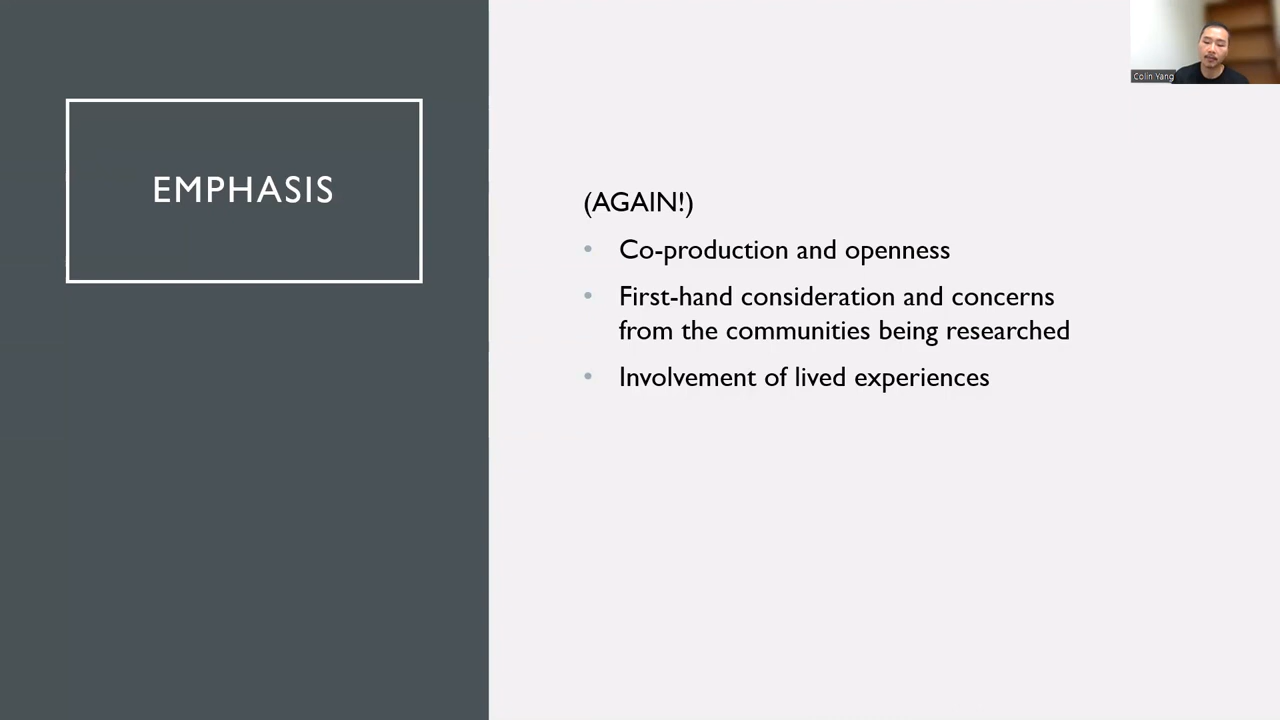 EMPHASIS
(AGAIN!)
• Co-production and openness
• First-hand consideration and concerns
from the communities being researched
• Involvement of lived experiences
Colin Yang